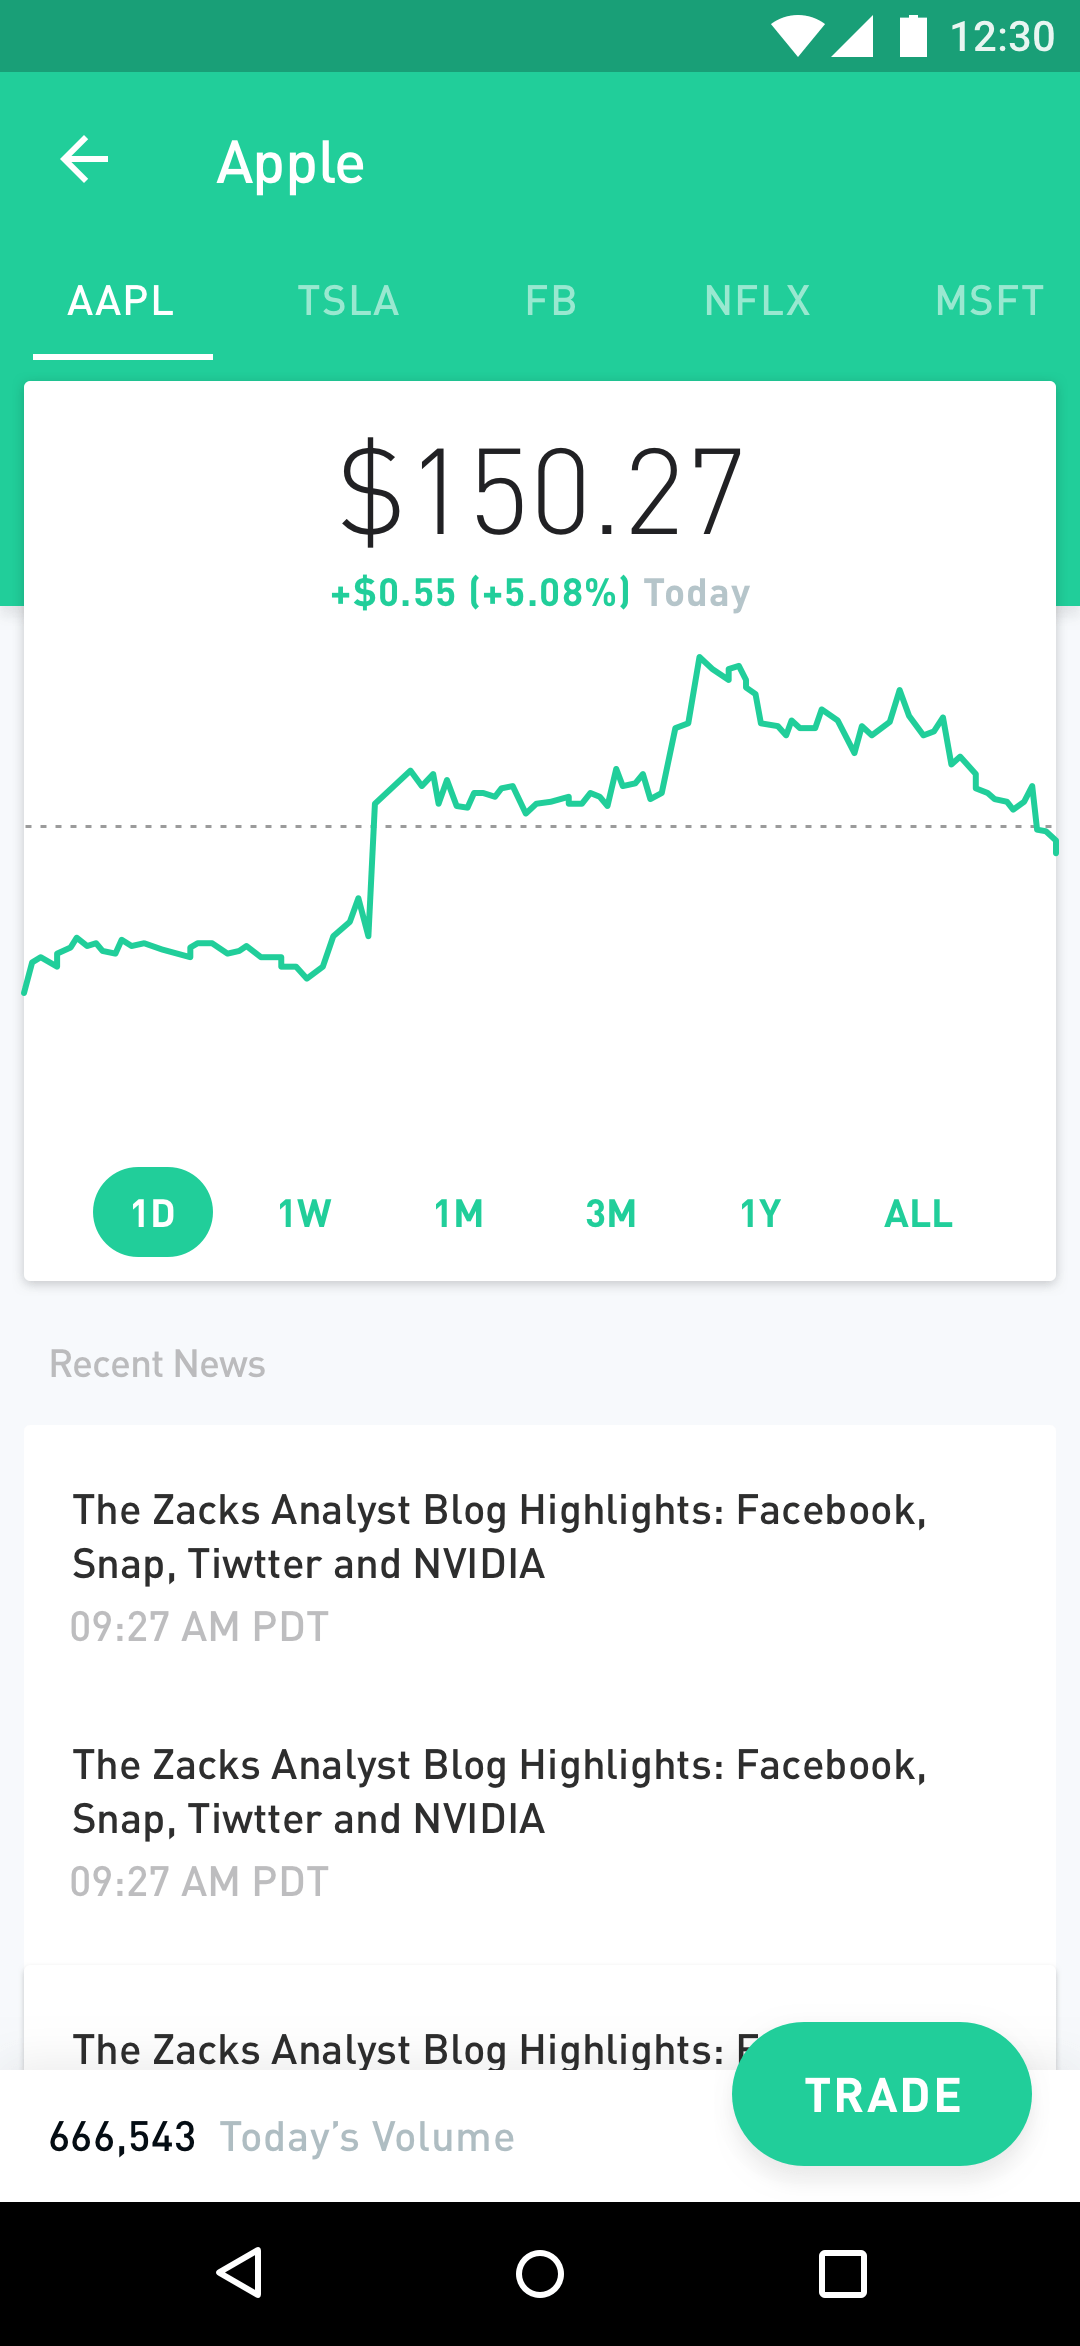 12:30
Apple
AAPL TSLA FB NFLX MSFT
$150.27
+$0.55 (+5.08%) Today
1D 1W 1M 3M 1Y ALL
Recent News
The Zacks Analyst Blog Highlights: Facebook,
Snap, Tiwtter and NVIDIA
09:27 AM PDT
The Zacks Analyst Blog Highlights: Facebook,
Snap, Tiwtter and NVIDIA
09:27 AM PDT
The Zacks Analyst Blog Highlights:
TRADE
666,543 Today’s Volume